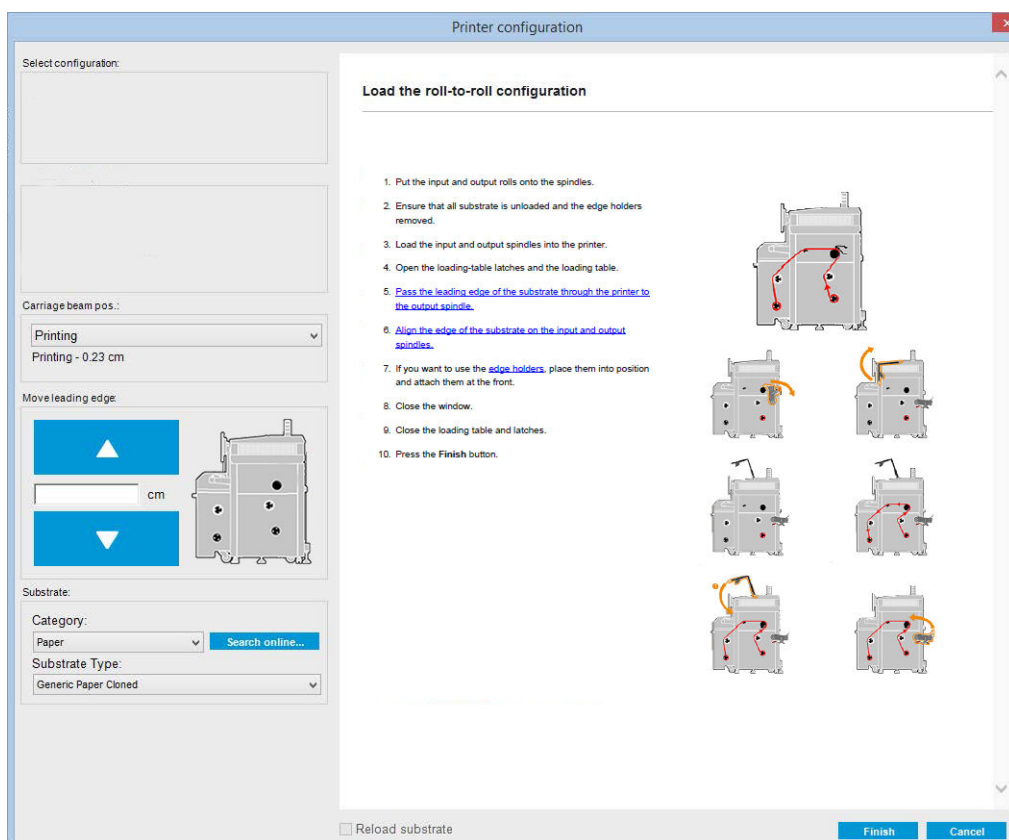 Printer configuration
Select configuration:
Carriage beam pos.:
Printing
Printing - 0.23 cm
Move leading edge:
cm
Substrate:
Category:
Paper
Search online...
Substrate Type:
Generic Paper Cloned
Load the roll-to-roll configuration
1. Put the input and output rolls onto the spindles.
2. Ensure that all substrate is unloaded and the edge holders
removed.
3. Load the input and output spindles into the printer.
4. Open the loading-table latches and the loading table.
5. Pass the leading edge of the substrate through the printer to
the output spindle.
6. Align the edge of the substrate on the input and output
spindles.
7. If you want to use the edge holders, place them into position
and attach them at the front.
8. Close the window.
9. Close the loading table and latches.
10. Press the Finish button.
Reload substrate
Finish
Cancel